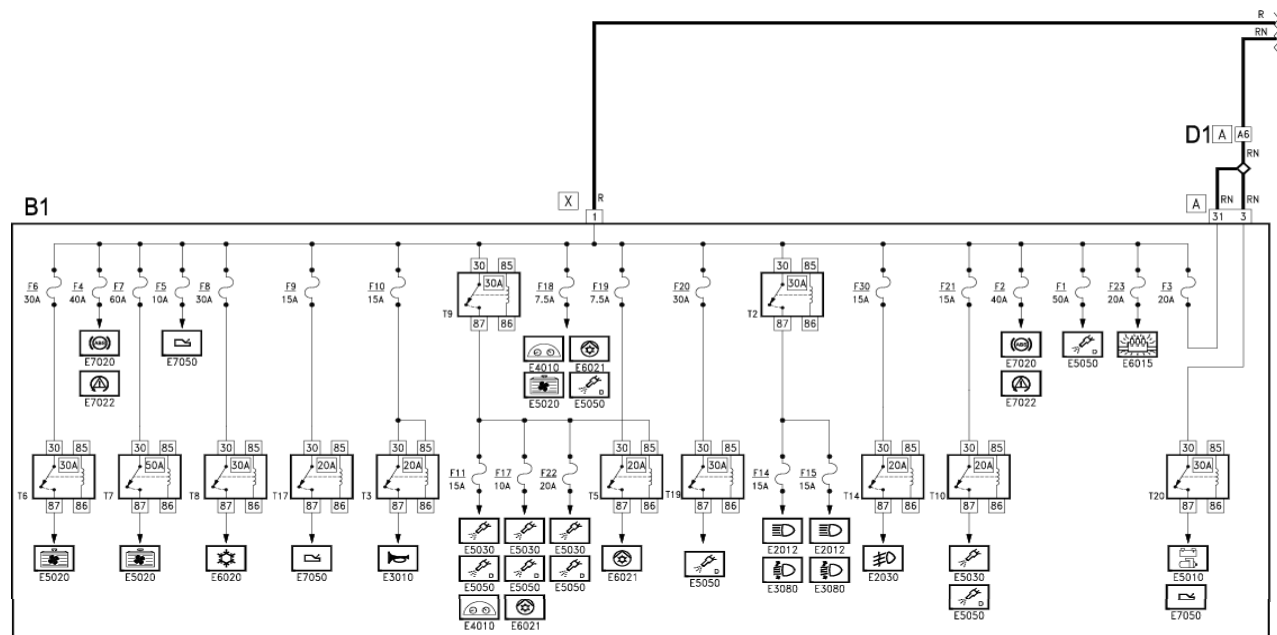 R
RN
D1 A A6
RN
B1 X R A RN RN
1 31 3
30 85 30 85
F6 F4 F7 F5 F8 F9 F10 30A F18 F19 F20 30A F30 F21 F2 F1 F23 F3
30A 40A 60A 10A 30A 15A 15A 7.5A 7.5A 30A 15A 15A 40A 50A 20A 20A
T9 T2
87 86 87 86
E7020 E7050 E4010 E6021 E7020 E5050 E6015
E7022 E5020 E5050 E7022
30 85 30 85 30 85 30 85 30 85 30 85 30 85 30 85 30 85 30 85
30A 50A 30A 20A 20A F11 F17 F22 20A 30A F14 F15 20A 20A 30A
15A 10A 20A 15A 15A
T6 T7 T8 T17 T3 T5 T19 T14 T10 T20
87 86 87 86 87 86 87 86 87 86 87 86 87 86 87 86 87 86 87 86
E5020 E5020 E6020 E7050 E3010 E5030 E5030 E5030 E6021 E5050 E2012 E2012 E2030 E5030 E5010
E5050 E5050 E5050 E3080 E3080 E5050 E7050
E4010 E6021